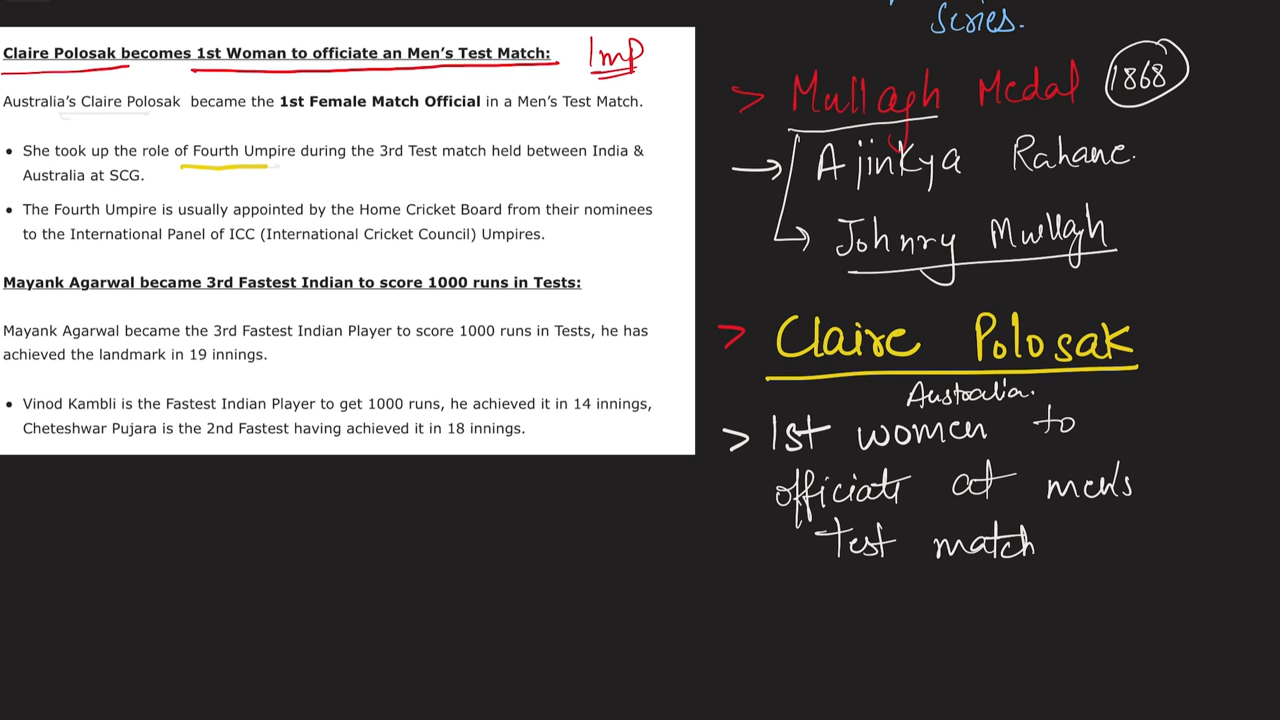 Claire Polosak becomes 1st Woman to officiate an Men's Test Match:
Imp
Australia's Claire Polosak became the 1st Female Match Official in a Men's Test Match.
• She took up the role of Fourth Umpire during the 3rd Test match held between India &
Australia at SCG.
• The Fourth Umpire is usually appointed by the Home Cricket Board from their nominees
to the International Panel of ICC (International Cricket Council) Umpires.
Mayank Agarwal became 3rd Fastest Indian to score 1000 runs in Tests:
Mayank Agarwal became the 3rd Fastest Indian Player to score 1000 runs in Tests, he has
achieved the landmark in 19 innings.
• Vinod Kambli is the Fastest Indian Player to get 1000 runs, he achieved it in 14 innings,
Cheteshwar Pujara is the 2nd Fastest having achieved it in 18 innings.
Series.
> Mullagh Medal 1868
→ Ajinkya Rahane.
↳ Johnny Mullagh
> Claire Polosak
Australia.
> 1st women to
officiate at men's
test match